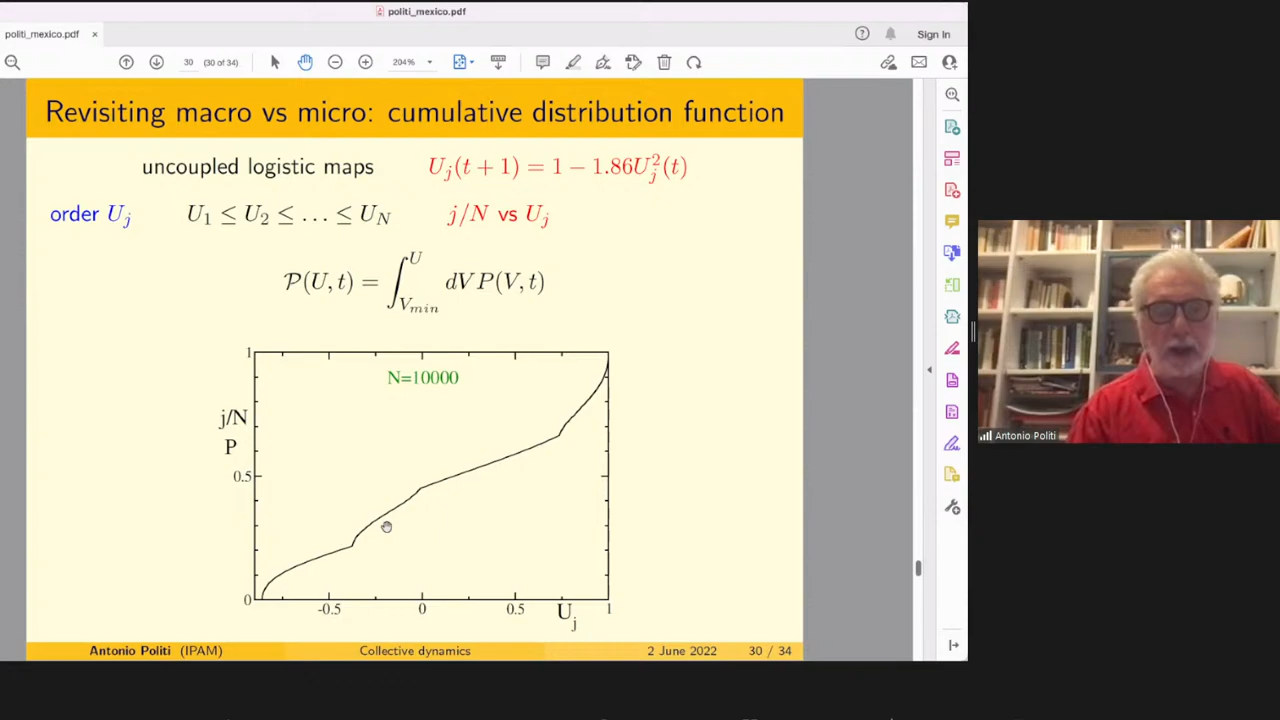 politi_mexico.pdf
politi_mexico.pdf ×
Sign In
30 (30 of 34)
204%
Revisiting macro vs micro: cumulative distribution function
uncoupled logistic maps U_j(t + 1) = 1 − 1.86U_j^2(t)
order U_j U_1 ≤ U_2 ≤ … ≤ U_N j/N vs U_j
𝒫(U, t) = ∫_{V_{min}}^{U} dV P(V, t)
1
N=10000
j/N
P
0.5
0
-0.5 0 0.5 1
U_j
Antonio Politi (IPAM) Collective dynamics 2 June 2022 30 / 34
Antonio Politi